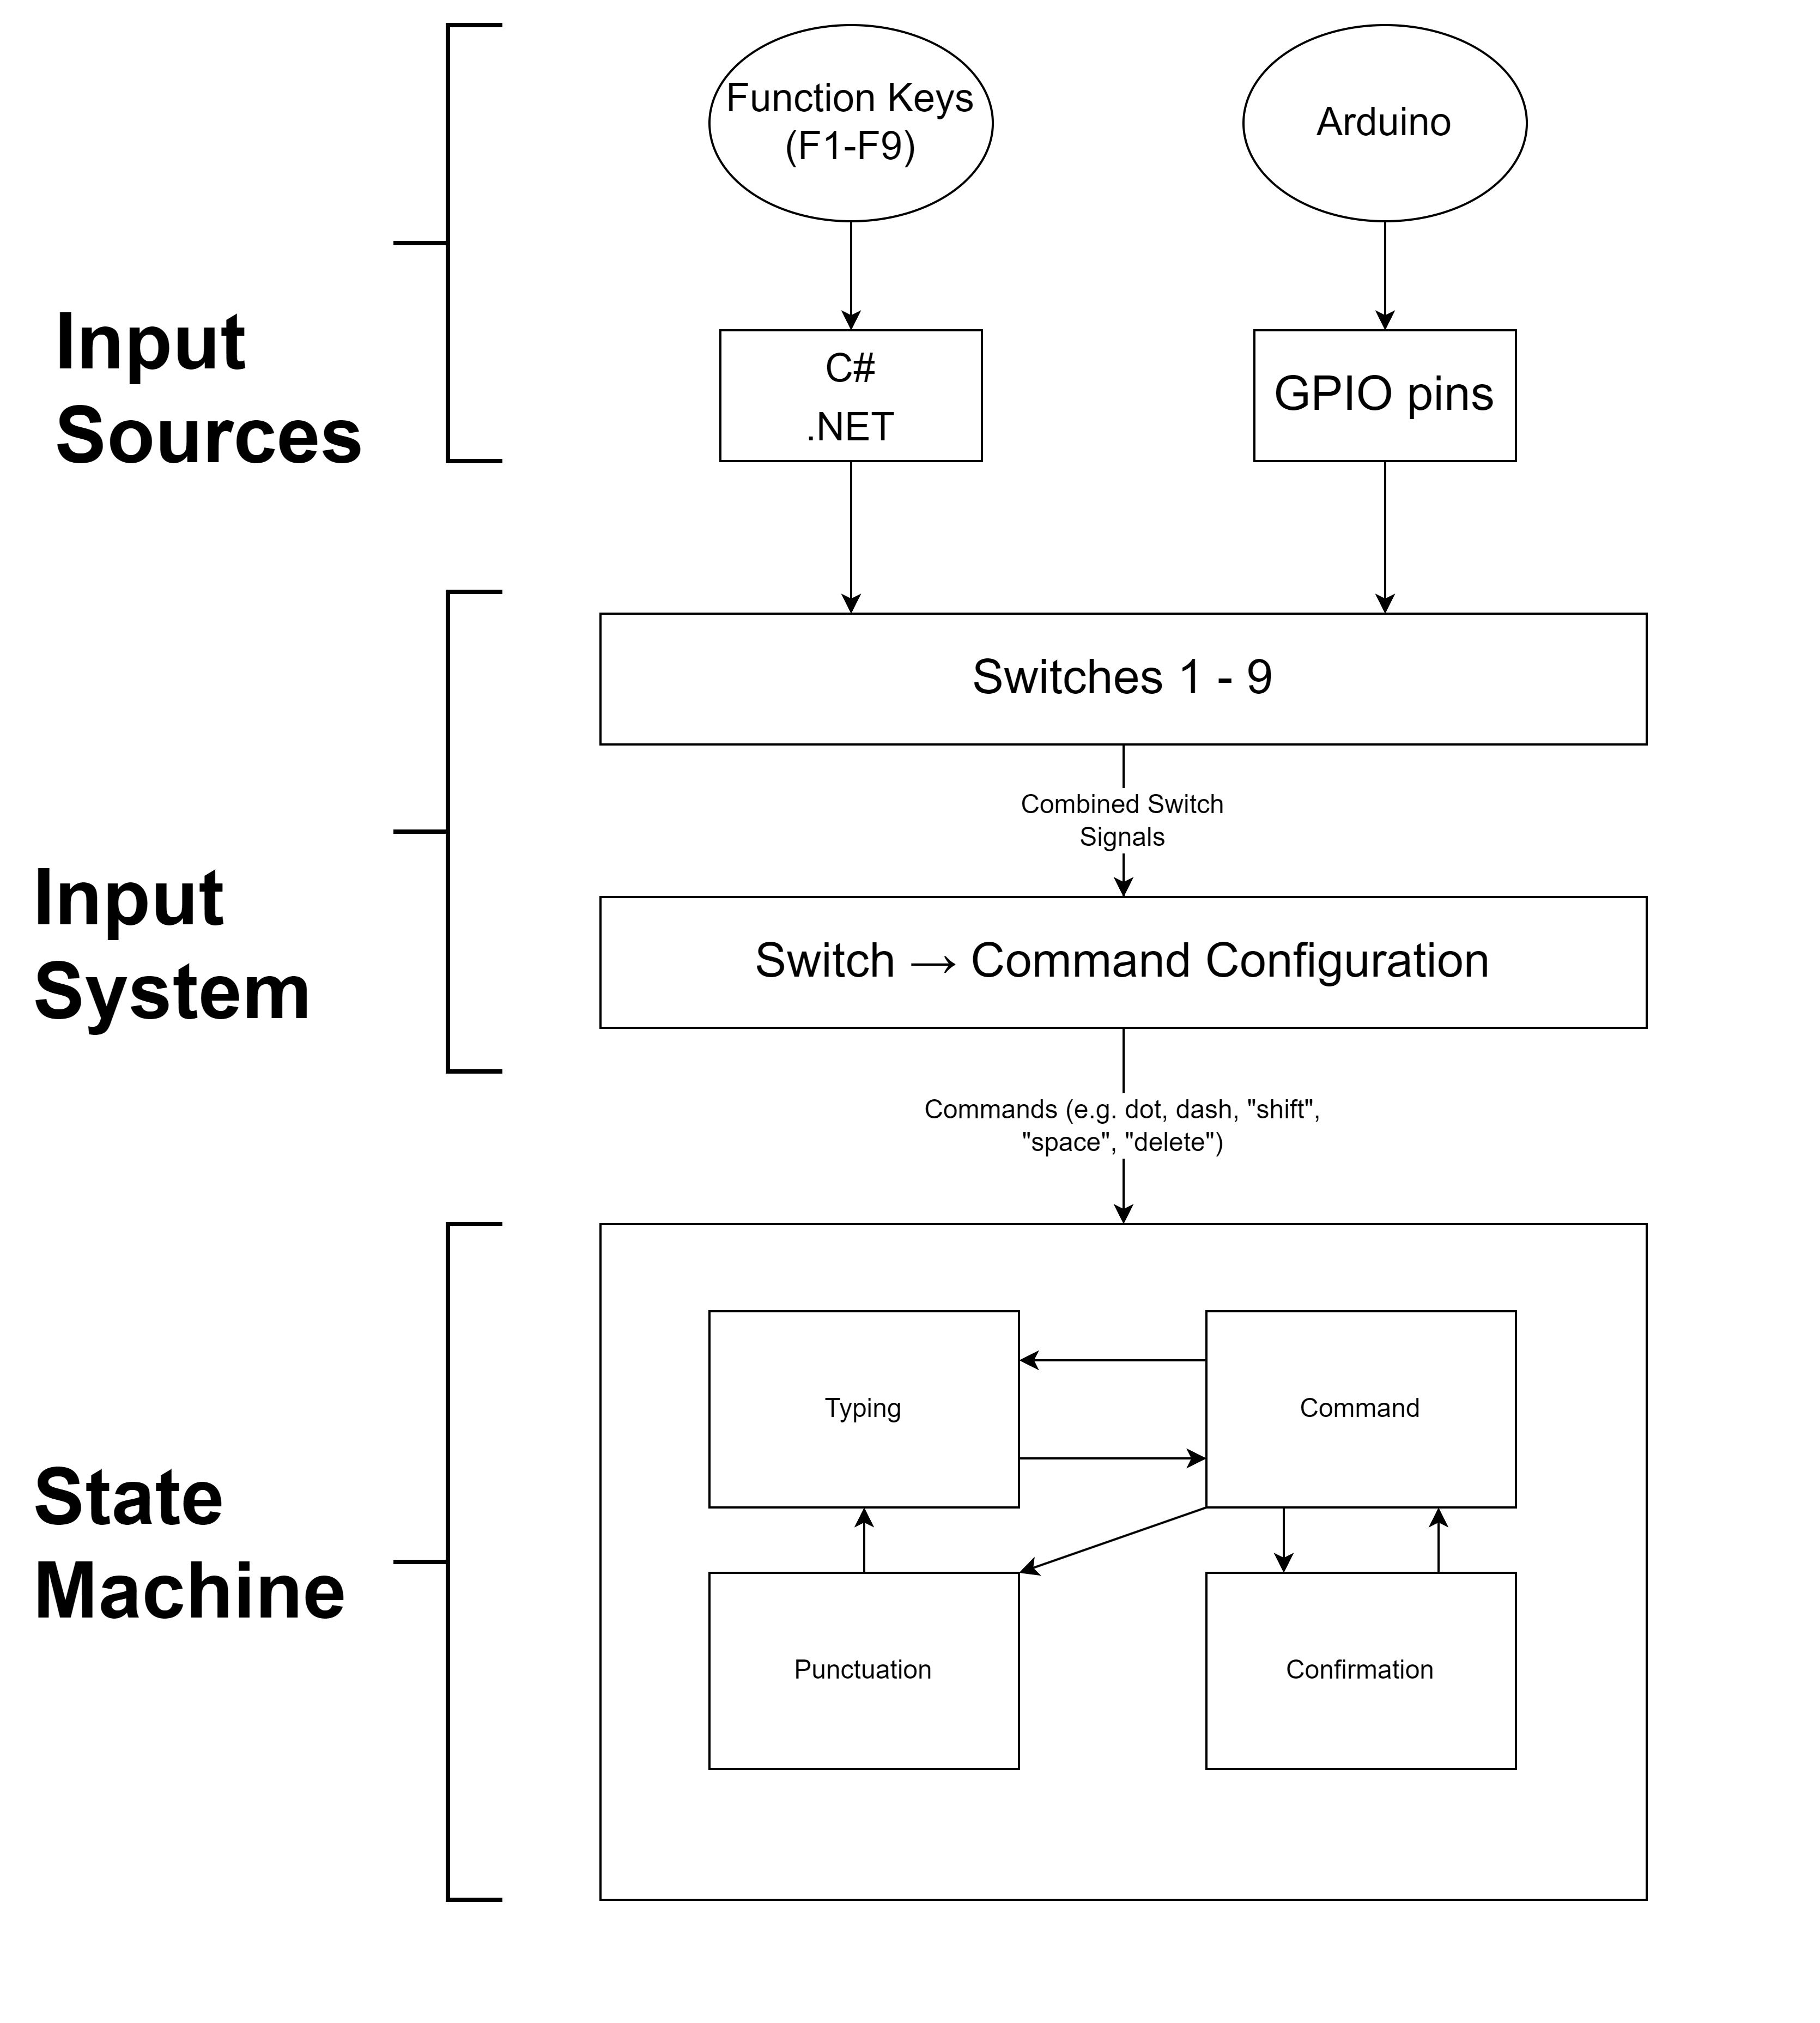 Function Keys
(F1-F9)
Arduino
Input
Sources
C#
.NET
GPIO pins
Switches 1 - 9
Combined Switch
Signals
Input
System
Switch → Command Configuration
Commands (e.g. dot, dash, "shift",
"space", "delete")
State
Machine
Typing
Command
Punctuation
Confirmation